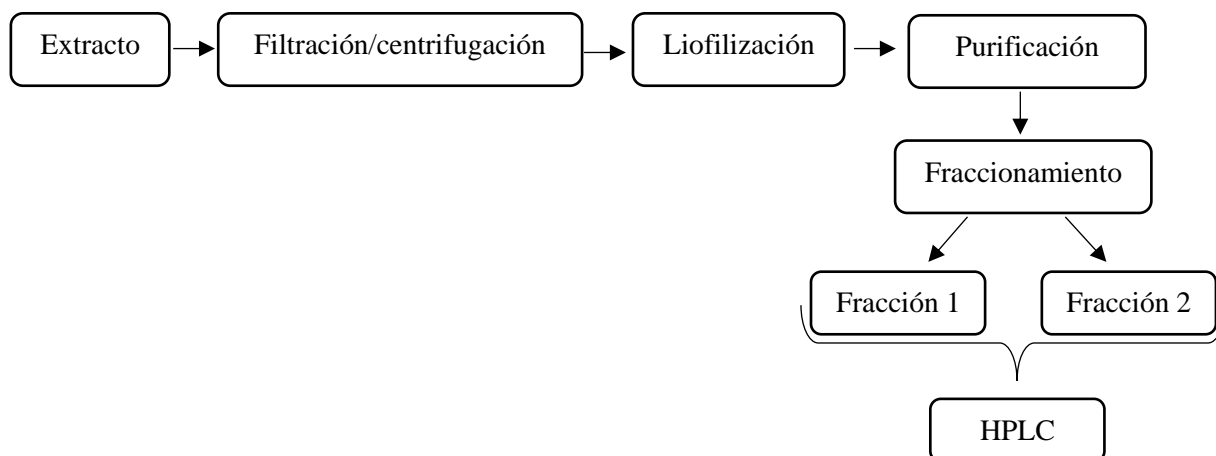 Extracto
Filtración/centrifugación
Liofilización
Purificación
Fraccionamiento
Fracción 1
Fracción 2
HPLC